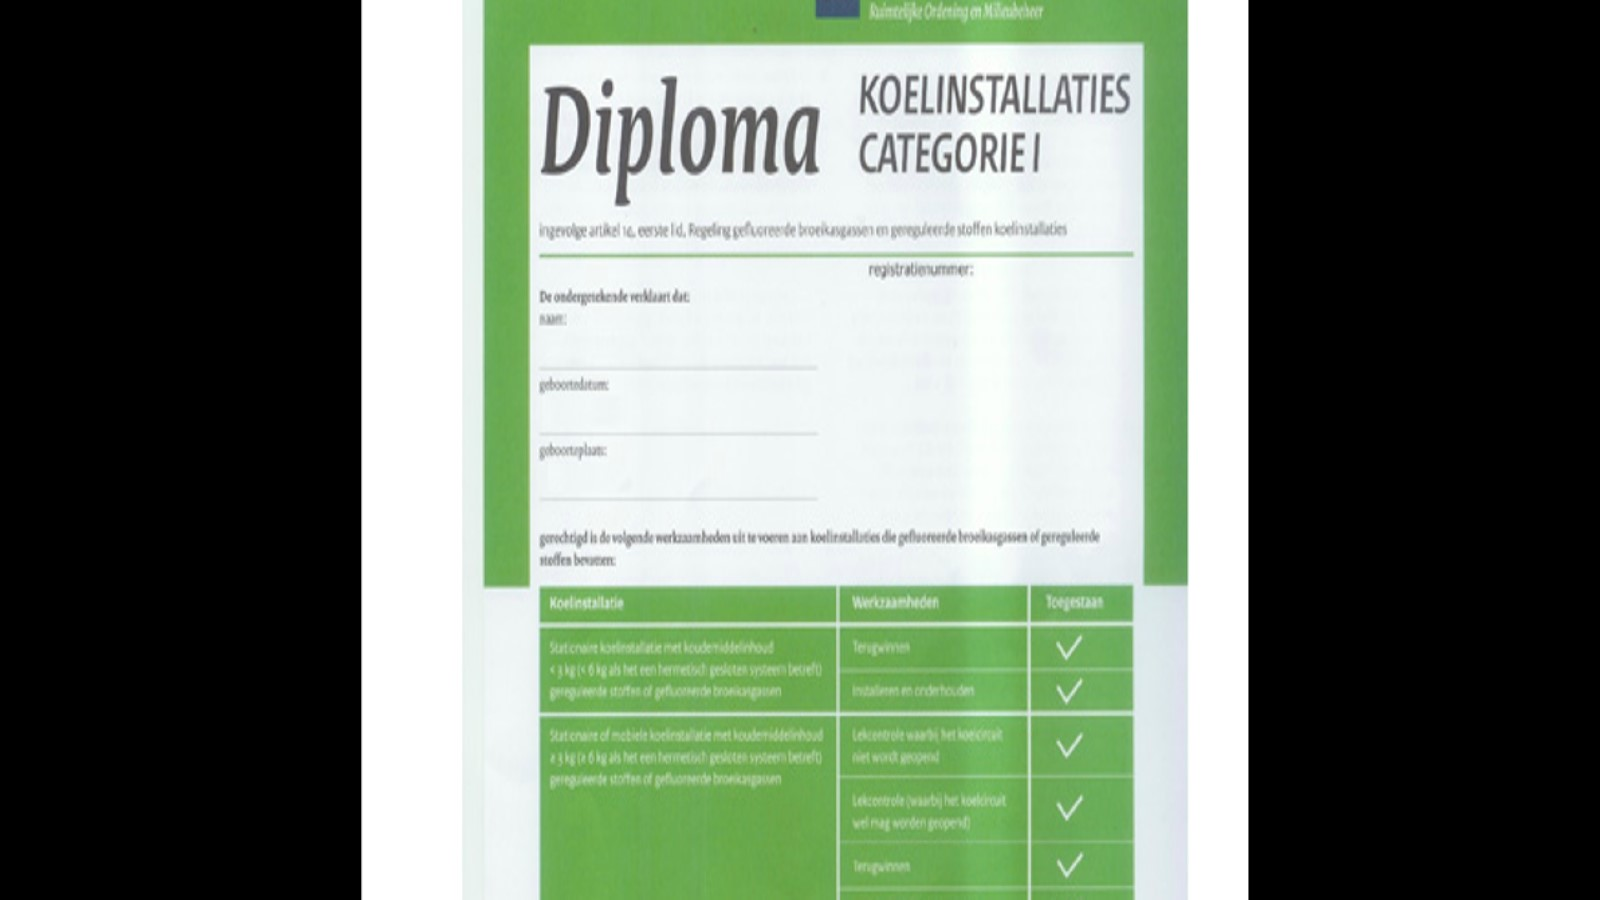 Ruimtelijke Ordening en Milieubeheer
Diploma
KOELINSTALLATIES
CATEGORIE I
ingevolge artikel 14, eerste lid, Regeling gefluoreerde broeikasgassen en gereguleerde stoffen koelinstallaties
registratienummer:
De ondergetekende verklaart dat:
naam:
geboortedatum:
geboorteplaats:
gerechtigd is de volgende werkzaamheden uit te voeren aan koelinstallaties die gefluoreerde broeikasgassen of gereguleerde
stoffen bevatten:
Koelinstallatie Werkzaamheden Toegestaan
Stationaire koelinstallatie met koudemiddelinhoud
< 3 kg (< 6 kg als het een hermetisch gesloten systeem betreft)
gereguleerde stoffen of gefluoreerde broeikasgassen
Terugwinnen ✓
Installeren en onderhouden ✓
Stationaire of mobiele koelinstallatie met koudemiddelinhoud
≥ 3 kg (≥ 6 kg als het een hermetisch gesloten systeem betreft)
gereguleerde stoffen of gefluoreerde broeikasgassen
Lekcontrole waarbij het koelcircuit
niet wordt geopend ✓
Lekcontrole (waarbij het koelcircuit
wel mag worden geopend) ✓
Terugwinnen ✓